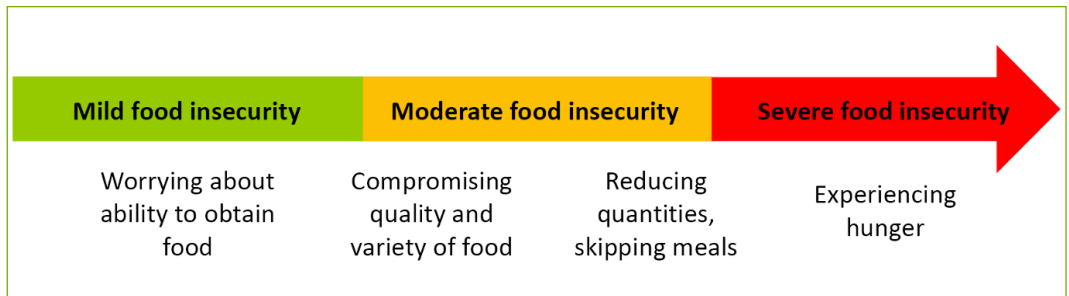 Mild food insecurity
Moderate food insecurity
Severe food insecurity
Worrying about
ability to obtain
food
Compromising
quality and
variety of food
Reducing
quantities,
skipping meals
Experiencing
hunger